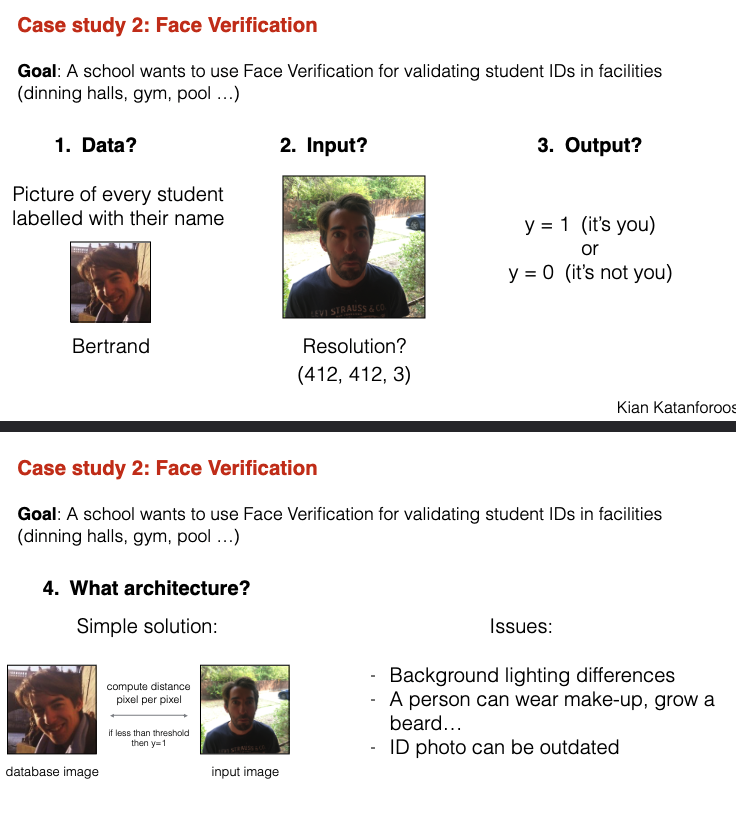 Case study 2: Face Verification
Goal: A school wants to use Face Verification for validating student IDs in facilities
(dinning halls, gym, pool …)
1. Data?
2. Input?
3. Output?
Picture of every student
labelled with their name
y = 1 (it's you)
or
y = 0 (it's not you)
LEVI STRAUSS & CO.
Bertrand
Resolution?
(412, 412, 3)
Kian Katanforoos
Case study 2: Face Verification
Goal: A school wants to use Face Verification for validating student IDs in facilities
(dinning halls, gym, pool …)
4. What architecture?
Simple solution:
Issues:
compute distance
pixel per pixel
if less than threshold
then y=1
database image
input image
- Background lighting differences
- A person can wear make-up, grow a
beard…
- ID photo can be outdated